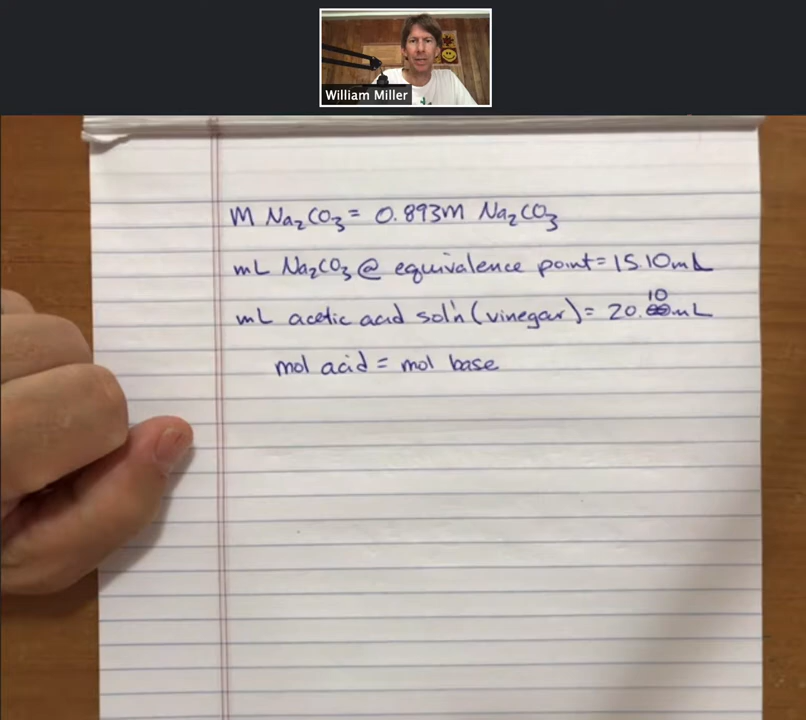 William Miller
M Na₂CO₃ = 0.893M Na₂CO₃
mL Na₂CO₃ @ equivalence point = 15.10mL
10
mL acetic acid sol'n (vinegar) = 20.mL
mol acid = mol base